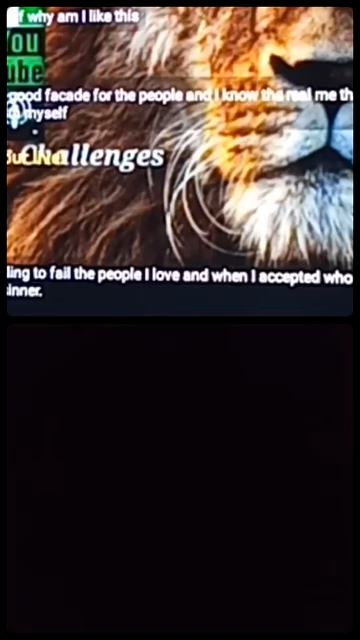 f why am I like this
You
ube
good facade for the people and I know the real me th
myself
Challenges
ling to fail the people I love and when I accepted who
inner.